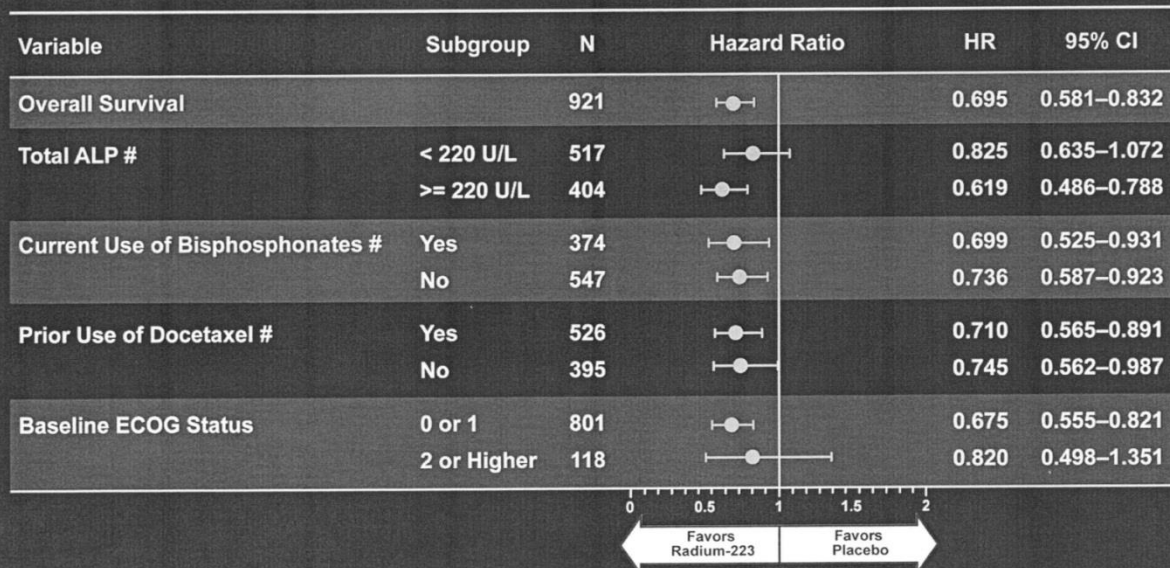 Variable Subgroup N Hazard Ratio HR 95% CI
Overall Survival 921 0.695 0.581–0.832
Total ALP # < 220 U/L 517 0.825 0.635–1.072
>= 220 U/L 404 0.619 0.486–0.788
Current Use of Bisphosphonates # Yes 374 0.699 0.525–0.931
No 547 0.736 0.587–0.923
Prior Use of Docetaxel # Yes 526 0.710 0.565–0.891
No 395 0.745 0.562–0.987
Baseline ECOG Status 0 or 1 801 0.675 0.555–0.821
2 or Higher 118 0.820 0.498–1.351
0 0.5 1 1.5 2
Favors Favors
Radium-223 Placebo